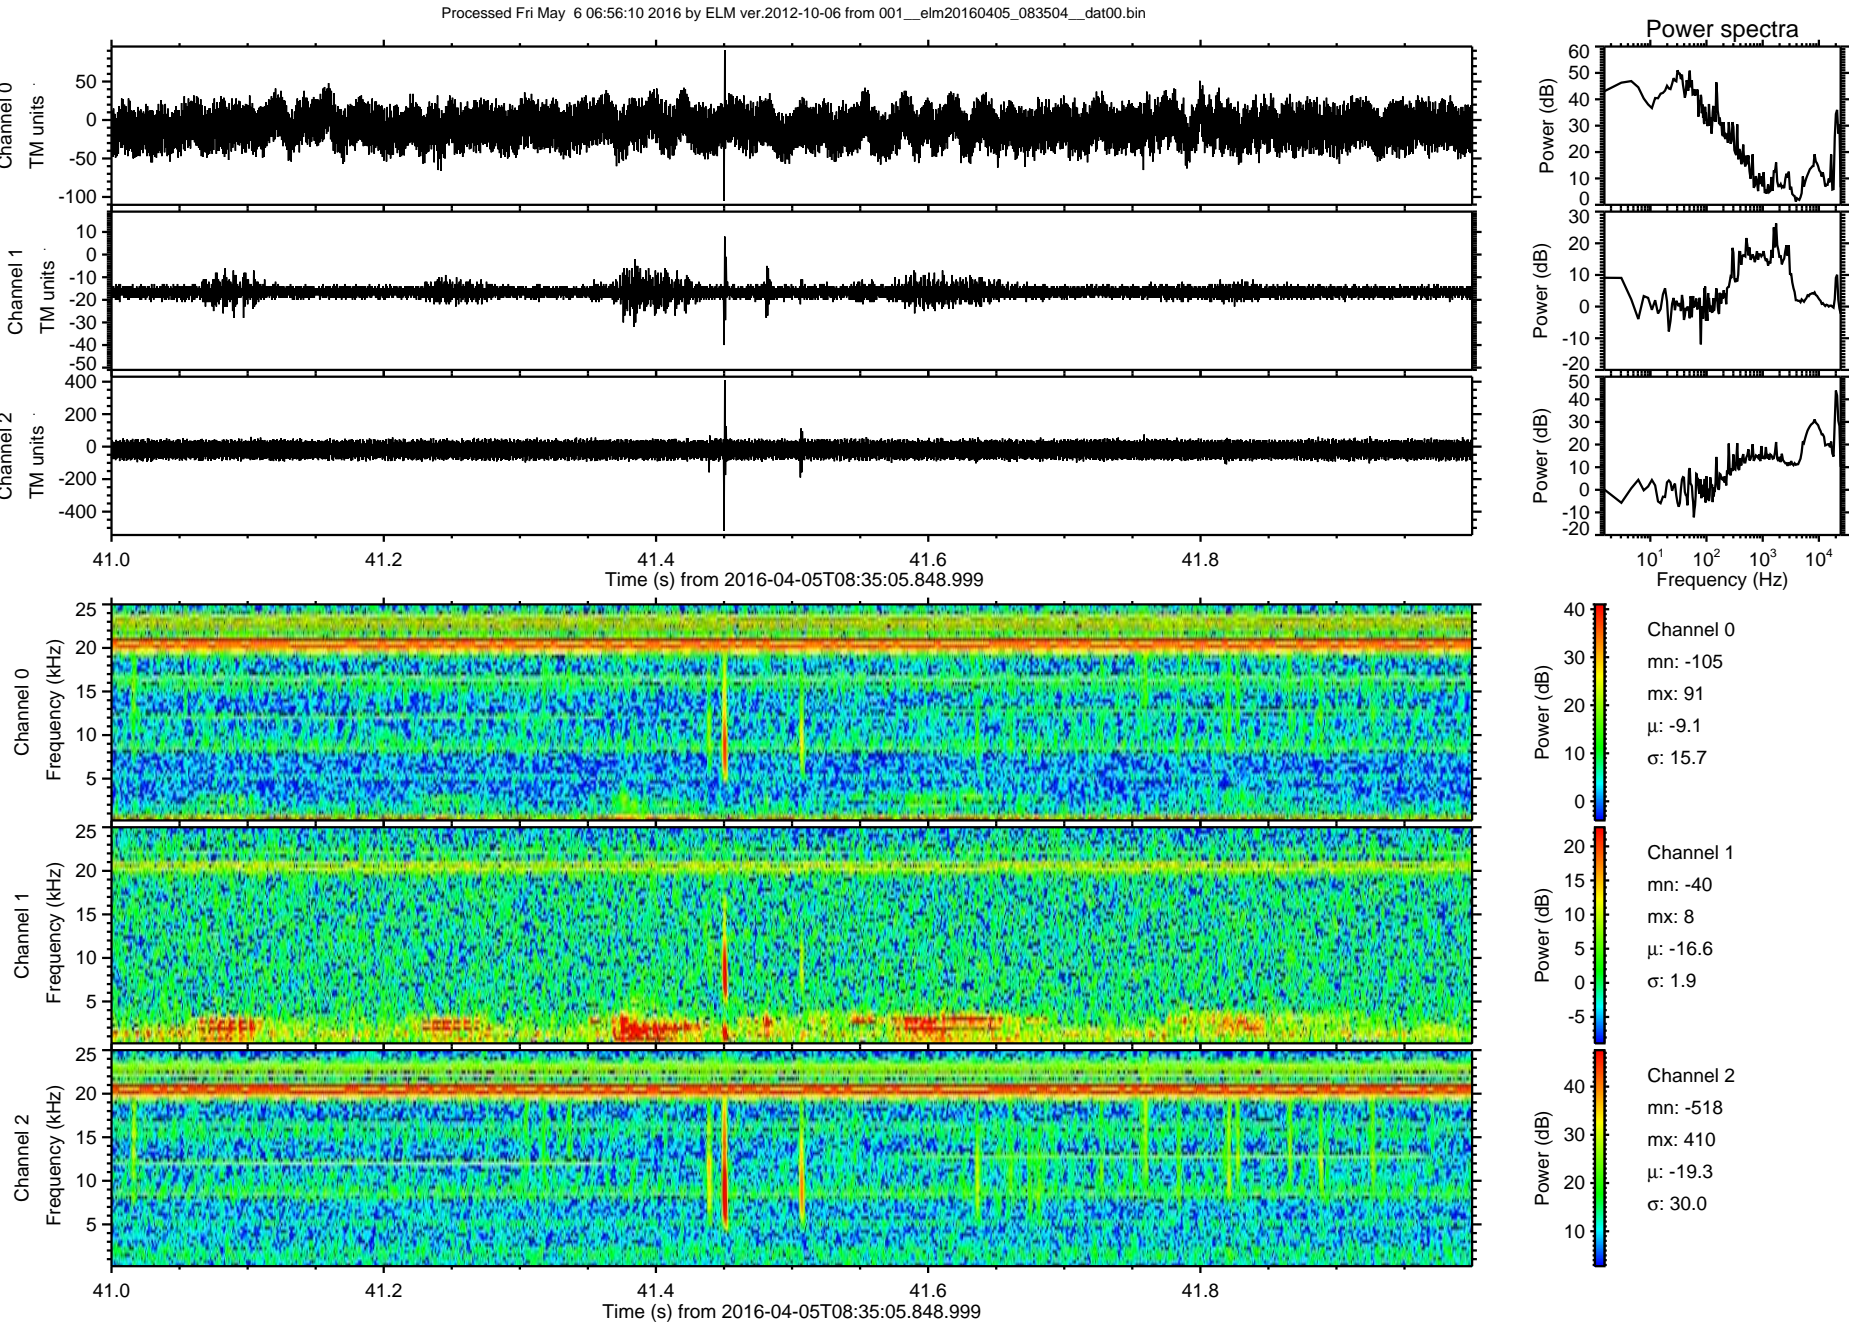 Processed Fri May  6 06:56:10 2016 by ELM ver.2012-10-06 from 001__elm20160405_083504__dat00.bin
Power spectra
Channel 0
TM units
50
0
-50
-100
Power (dB)
60
50
40
30
20
10
0
Channel 1
TM units
10
0
-10
-20
-30
-40
-50
Power (dB)
30
20
10
0
-10
-20
Channel 2
TM units
400
200
0
-200
-400
Power (dB)
50
40
30
20
10
0
-10
-20
41.0 41.2 41.4 41.6 41.8
Time (s) from 2016-04-05T08:35:05.848.999
10^1 10^2 10^3 10^4
Frequency (Hz)
Channel 0
Frequency (kHz)
25
20
15
10
5
Power (dB)
40
30
20
10
0
Channel 0
mn: -105
mx: 91
μ: -9.1
σ: 15.7
Channel 1
Frequency (kHz)
25
20
15
10
5
Power (dB)
20
15
10
5
0
-5
Channel 1
mn: -40
mx: 8
μ: -16.6
σ: 1.9
Channel 2
Frequency (kHz)
25
20
15
10
5
Power (dB)
40
30
20
10
Channel 2
mn: -518
mx: 410
μ: -19.3
σ: 30.0
41.0 41.2 41.4 41.6 41.8
Time (s) from 2016-04-05T08:35:05.848.999